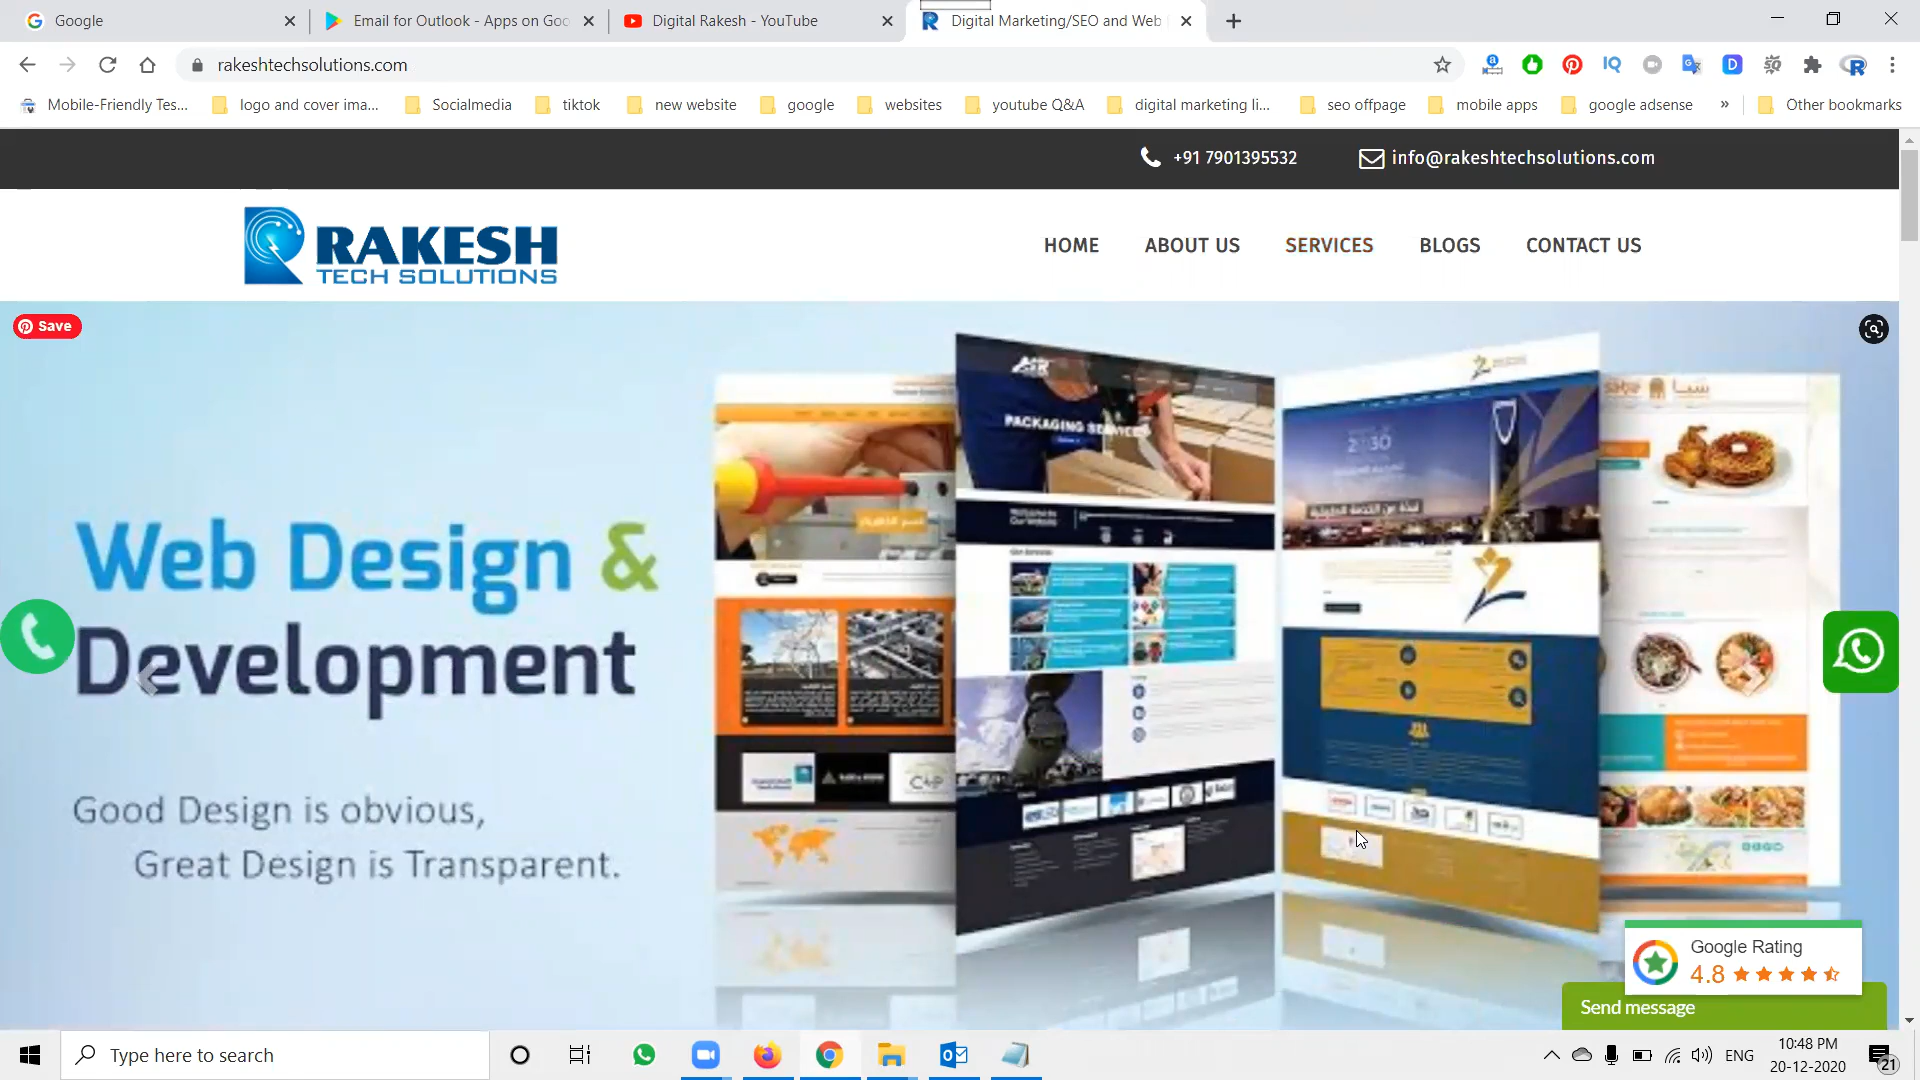 Google
Email for Outlook - Apps on Goo
Digital Rakesh - YouTube
Digital Marketing/SEO and Web
rakeshtechsolutions.com
Mobile-Friendly Tes...
logo and cover ima...
Socialmedia
tiktok
new website
google
websites
youtube Q&A
digital marketing li...
seo offpage
mobile apps
google adsense
»
Other bookmarks
+91 7901395532
info@rakeshtechsolutions.com
RAKESH
TECH SOLUTIONS
HOME
ABOUT US
SERVICES
BLOGS
CONTACT US
Save
PACKAGING SERVICES
Web Design &
Development
Good Design is obvious,
Great Design is Transparent.
Google Rating
4.8
Send message
Type here to search
ENG
10:48 PM
20-12-2020
21